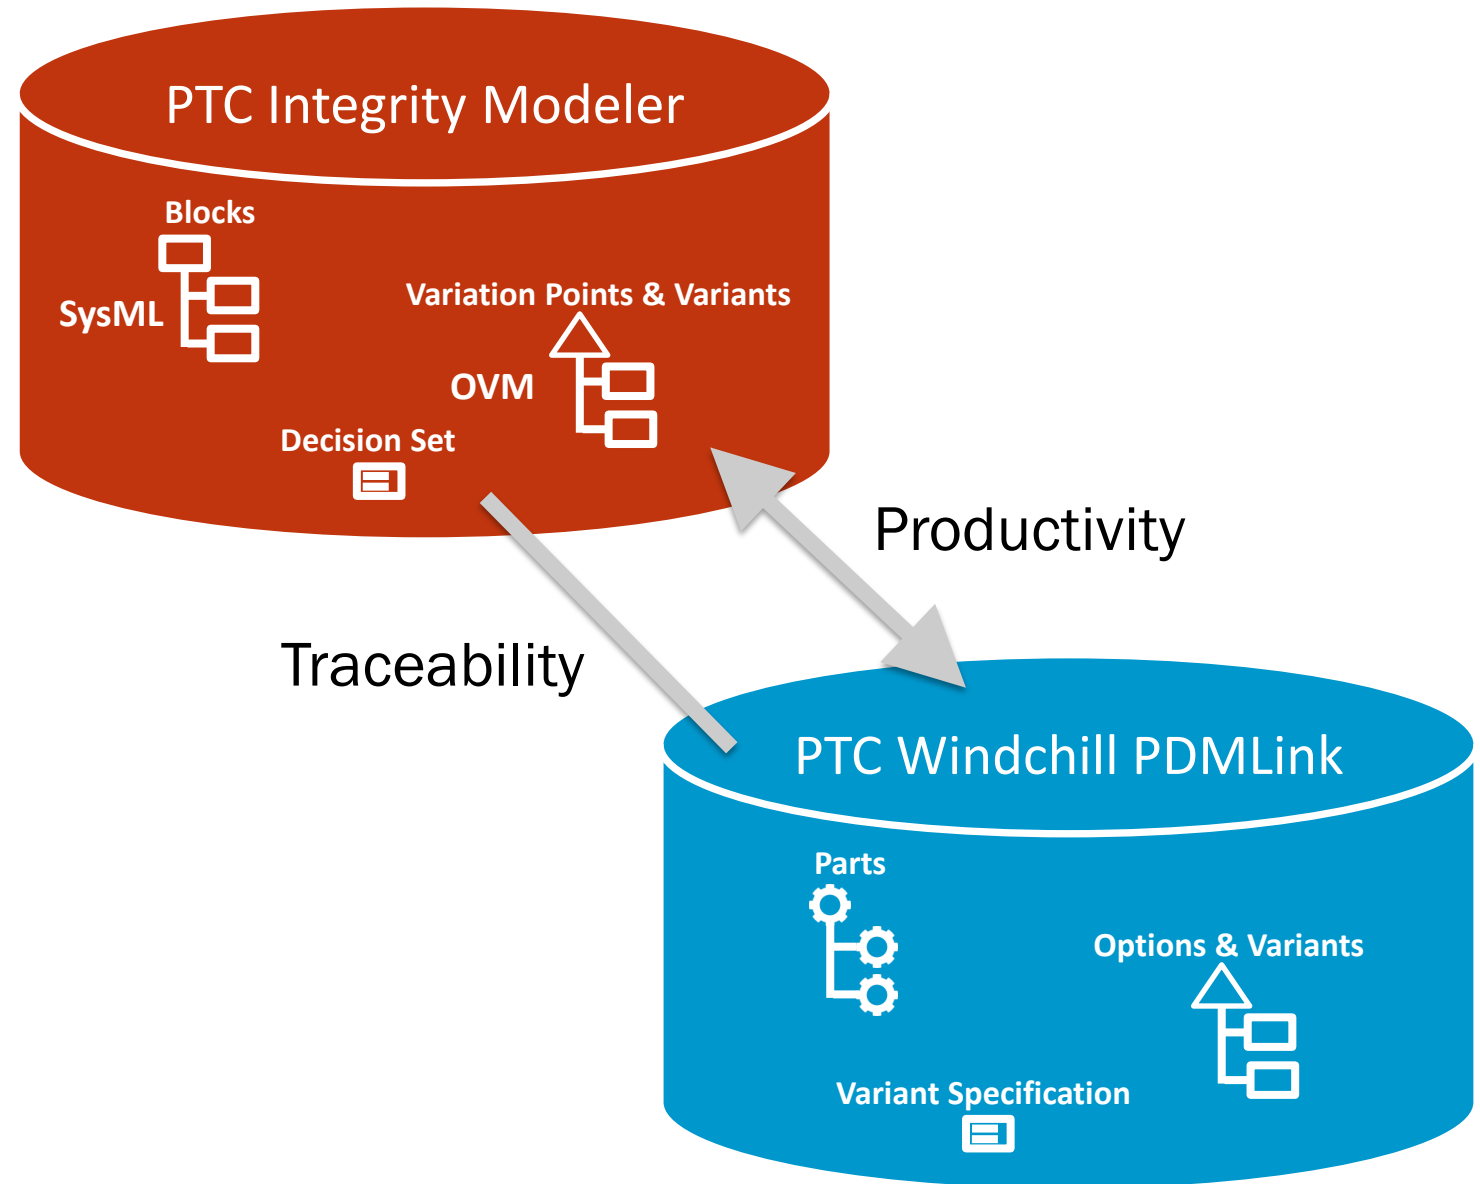 PTC Integrity Modeler
Blocks
SysML
Variation Points & Variants
OVM
Decision Set
Productivity
Traceability
PTC Windchill PDMLink
Parts
Options & Variants
Variant Specification